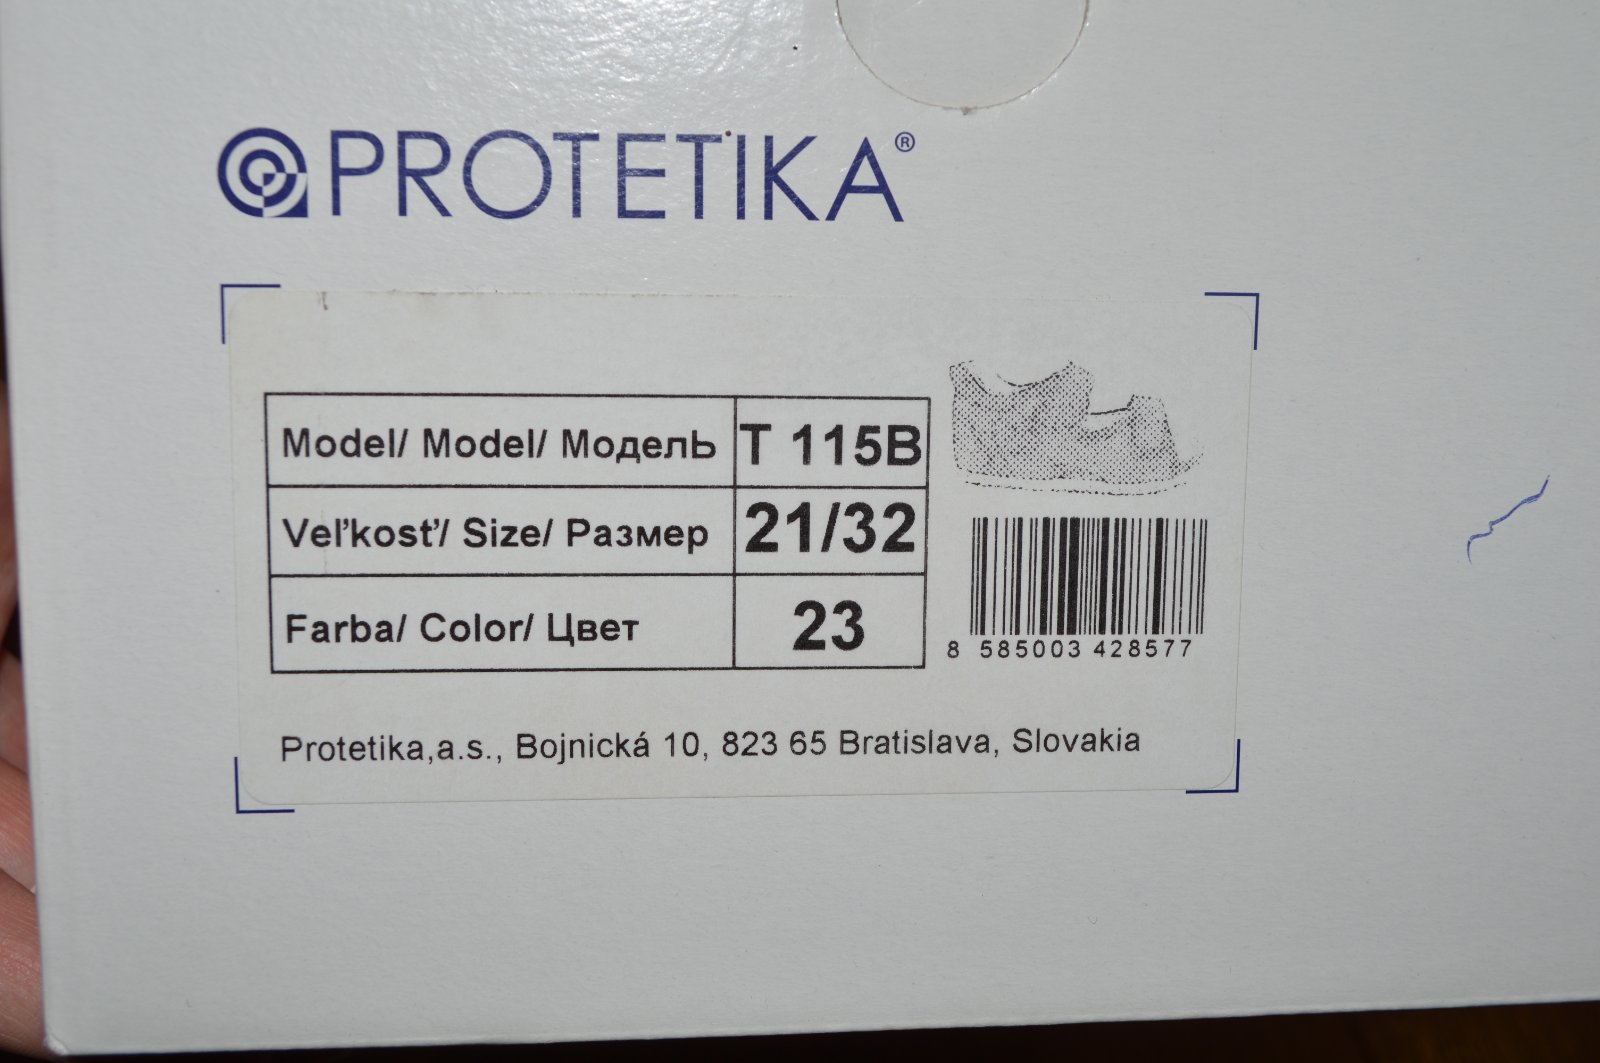 PROTETIKA®
Model/ Model/ МоделЬ T 115B
Veľkosť/ Size/ Размер 21/32
Farba/ Color/ Цвет 23
8 585003 428577
Protetika,a.s., Bojnická 10, 823 65 Bratislava, Slovakia